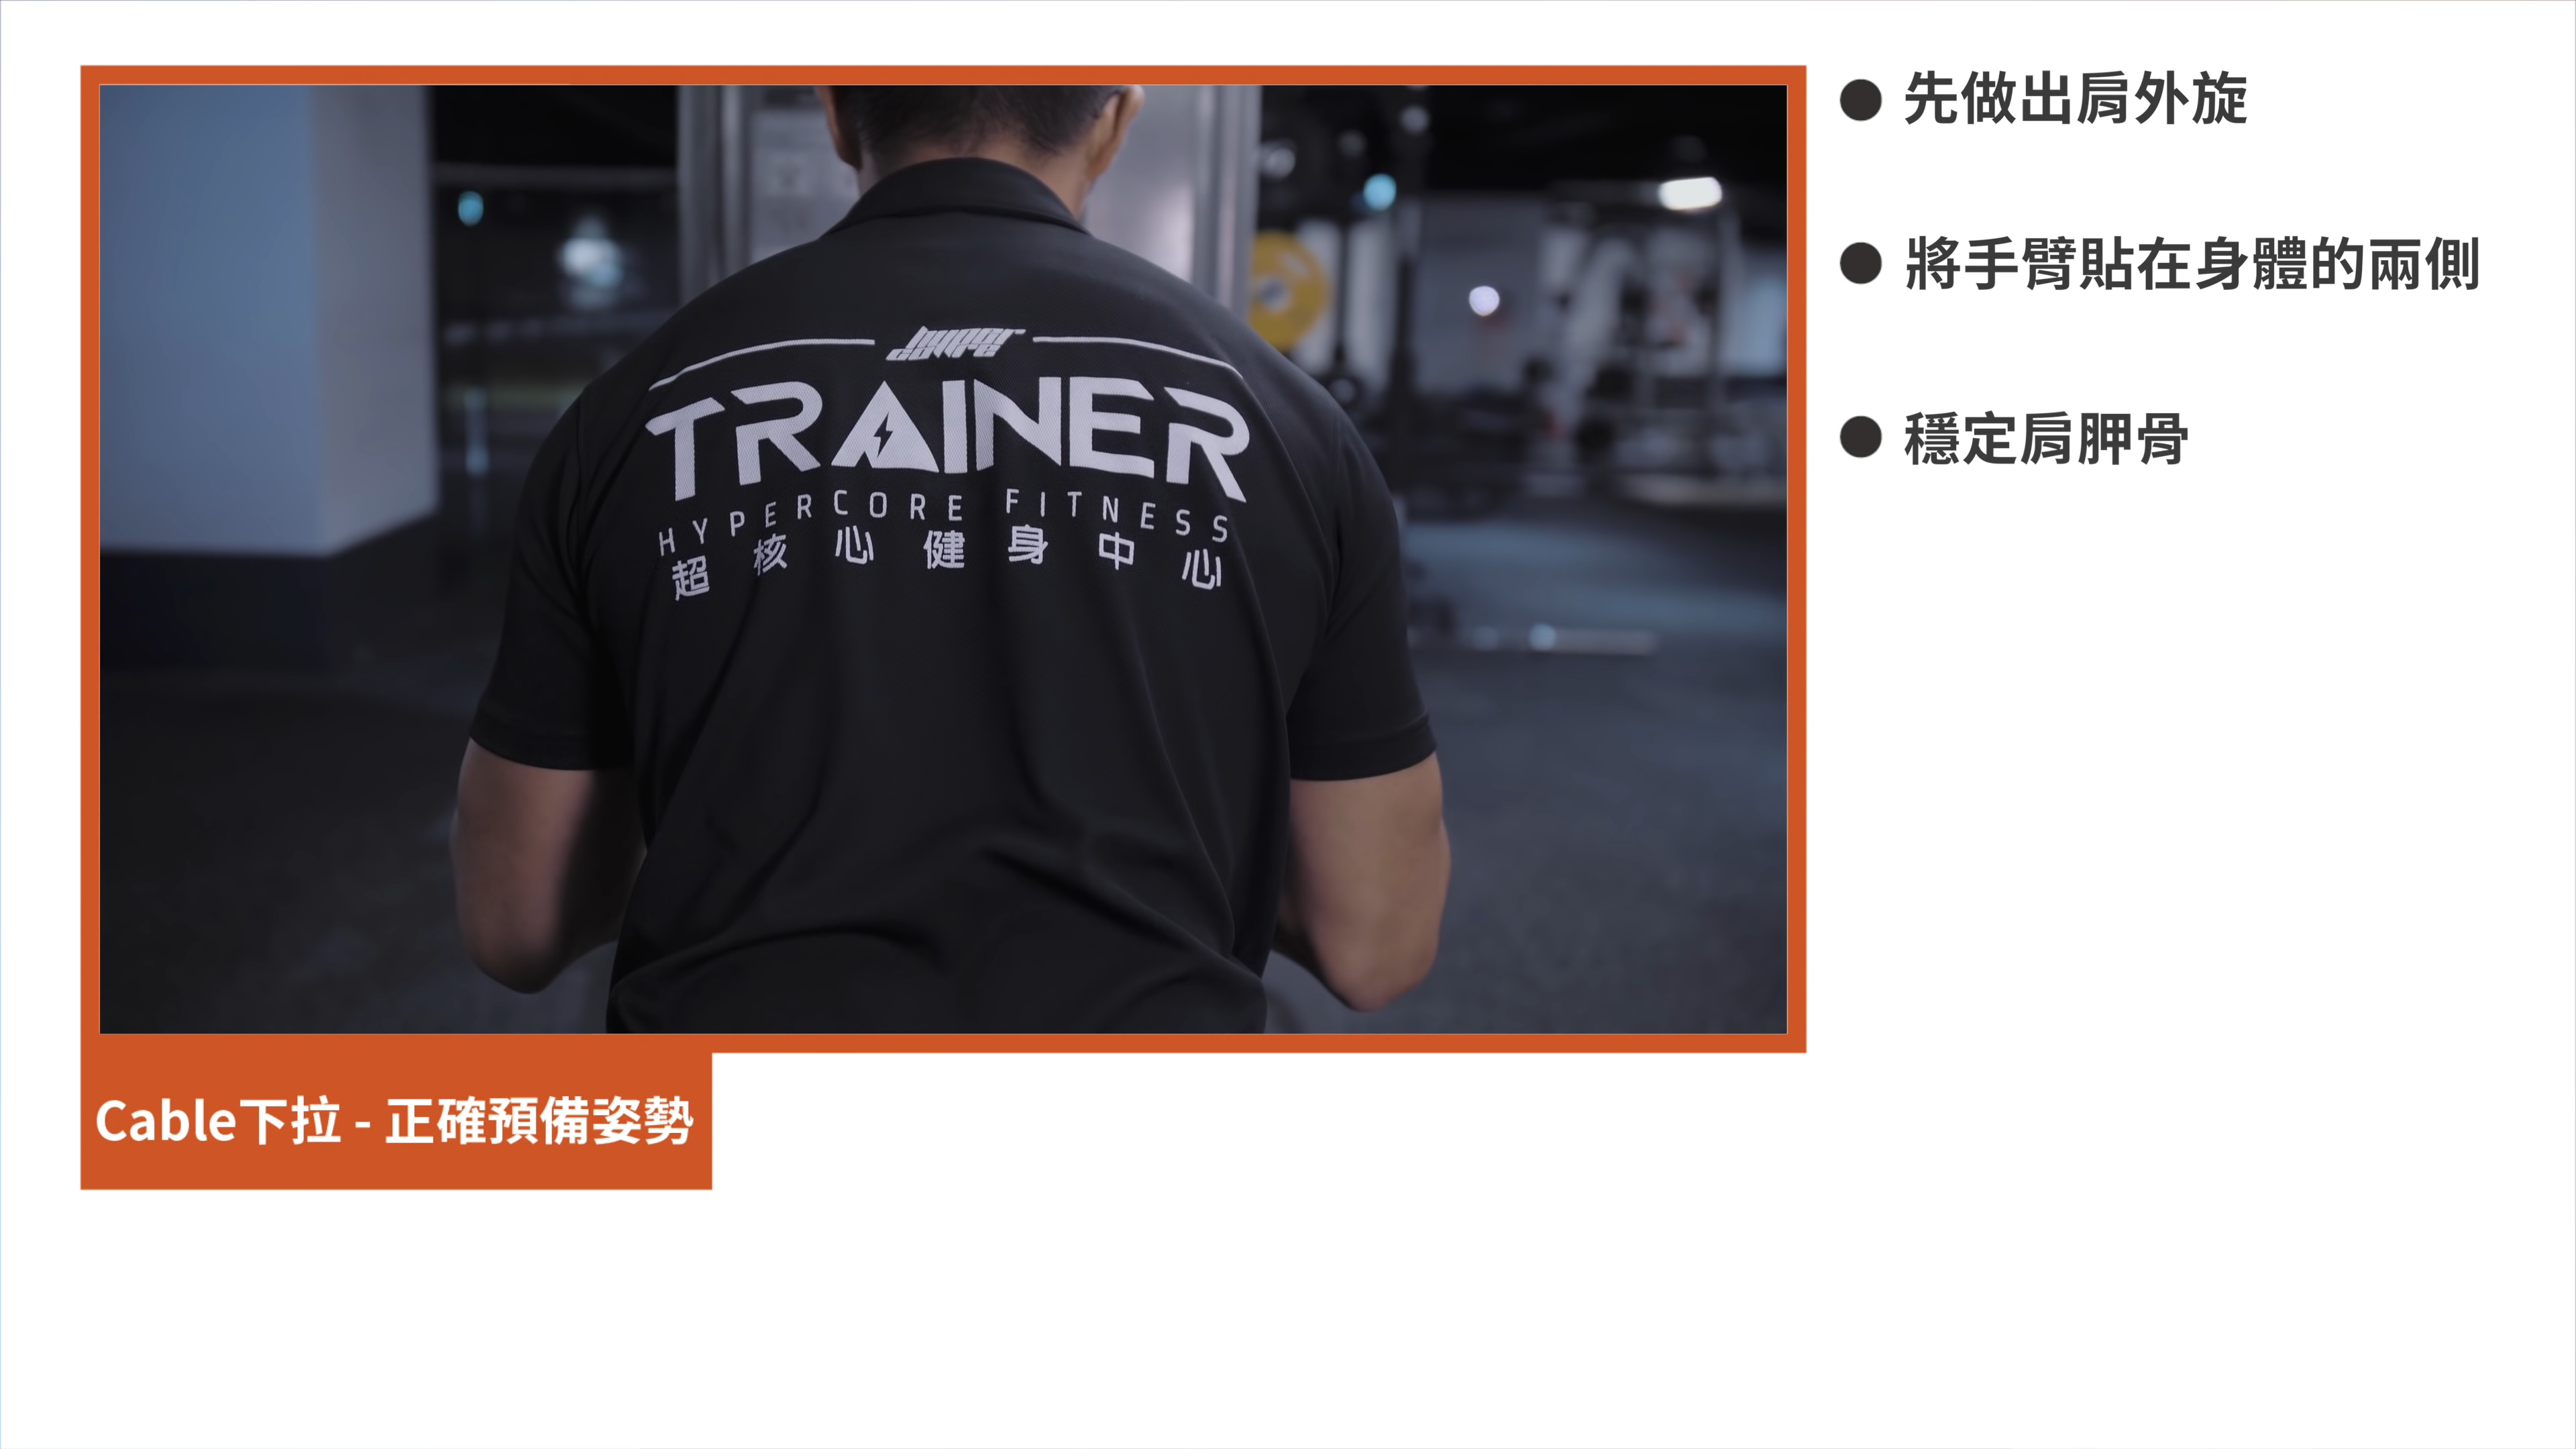 先做出肩外旋
將手臂貼在身體的兩側
穩定肩胛骨
hyper
core
TRAINER
HYPERCORE FITNESS
超核心健身中心
Cable下拉 - 正確預備姿勢